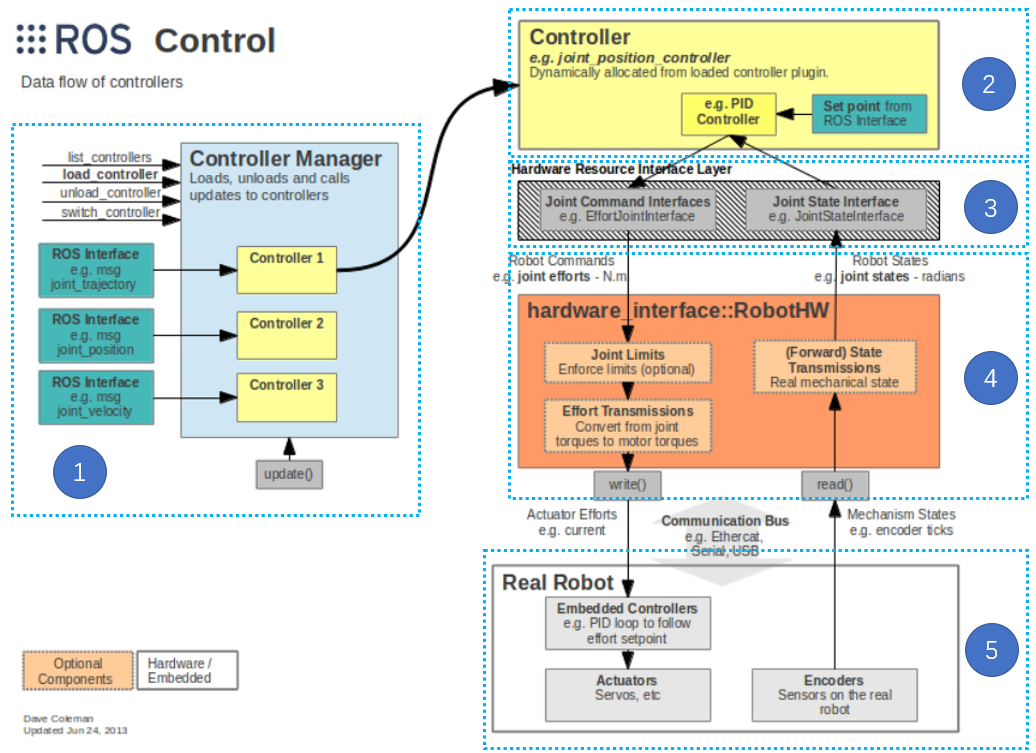 ROS Control
Data flow of controllers
list_controllers
load_controller
unload_controller
switch_controller
Controller Manager
Loads, unloads and calls
updates to controllers
ROS Interface
e.g. msg
joint_trajectory
Controller 1
ROS Interface
e.g. msg
joint_position
Controller 2
ROS Interface
e.g. msg
joint_velocity
Controller 3
update()
1
Controller
e.g. joint_position_controller
Dynamically allocated from loaded controller plugin.
e.g. PID
Controller
Set point from
ROS Interface
2
Hardware Resource Interface Layer
Joint Command Interfaces
e.g. EffortJointInterface
Joint State Interface
e.g. JointStateInterface
3
Robot Commands
e.g. joint efforts - N.m
Robot States
e.g. joint states - radians
hardware_interface::RobotHW
Joint Limits
Enforce limits (optional)
Effort Transmissions
Convert from joint
torques to motor torques
(Forward) State
Transmissions
Real mechanical state
write()
read()
4
Actuator Efforts
e.g. current
Communication Bus
e.g. Ethercat,
Serial, USB
Mechanism States
e.g. encoder ticks
Real Robot
Embedded Controllers
e.g. PID loop to follow
effort setpoint
Actuators
Servos, etc
Encoders
Sensors on the real
robot
5
Optional
Components
Hardware /
Embedded
Dave Coleman
Updated Jun 24, 2013